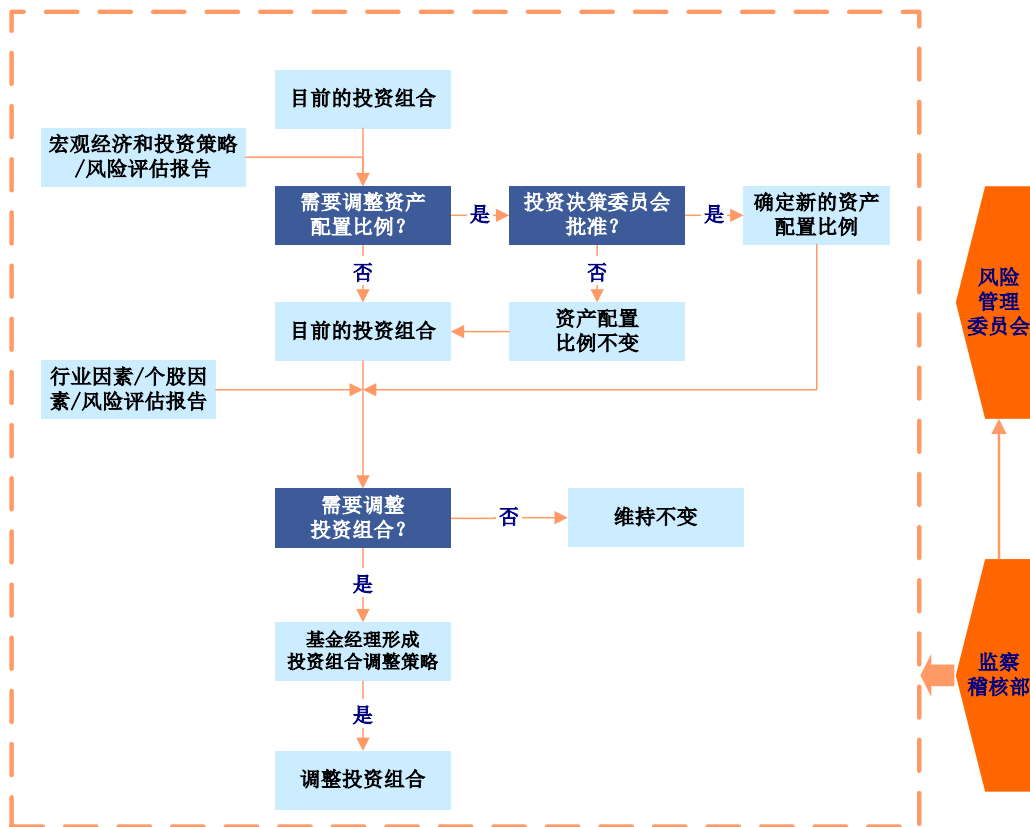 目前的投资组合
宏观经济和投资策略
/风险评估报告
需要调整资产
配置比例？
是
投资决策委员会
批准？
是
确定新的资产
配置比例
否
否
目前的投资组合
资产配置
比例不变
行业因素/个股因
素/风险评估报告
需要调整
投资组合？
否
维持不变
是
基金经理形成
投资组合调整策略
是
调整投资组合
风险
管理
委员会
监察
稽核部